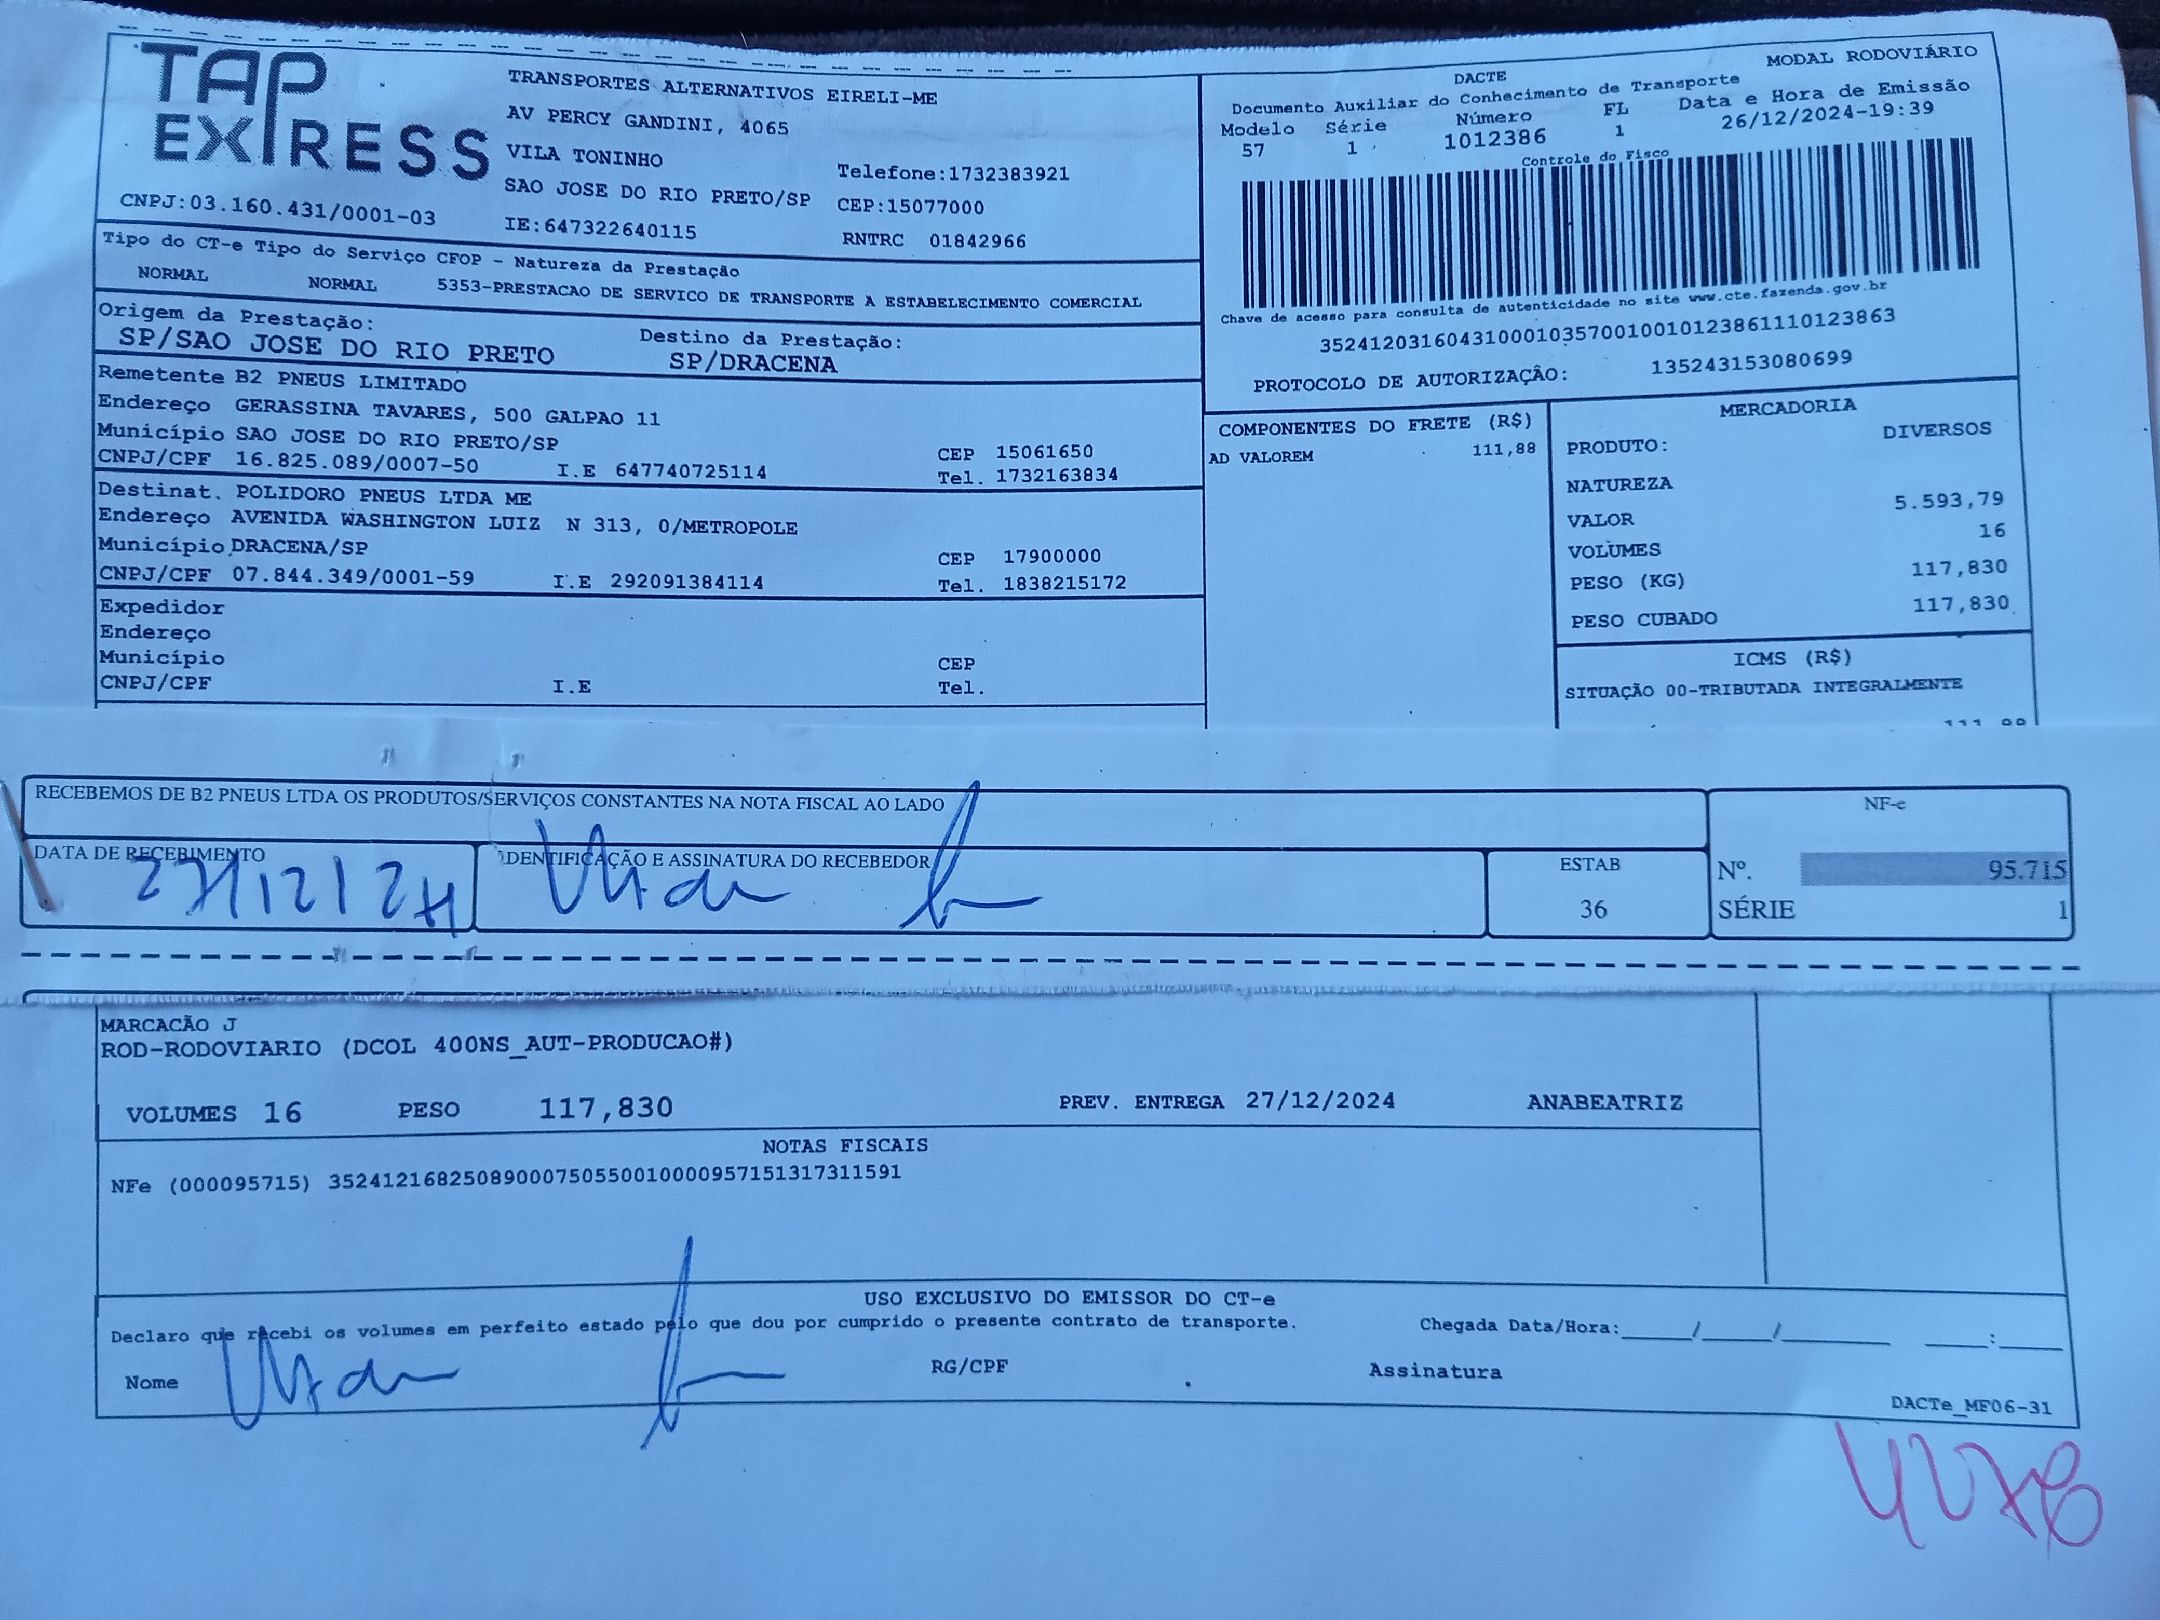 TAP EXPRESS
TRANSPORTES ALTERNATIVOS EIRELI-ME
AV PERCY GANDINI, 4065
VILA TONINHO
Telefone:1732383921
SAO JOSE DO RIO PRETO/SP CEP:15077000
CNPJ:03.160.431/0001-03
IE:647322640115
RNTRC 01842966
Tipo do CT-e Tipo do Serviço CFOP - Natureza da Prestação
NORMAL NORMAL 5353-PRESTACAO DE SERVICO DE TRANSPORTE A ESTABELECIMENTO COMERCIAL
Origem da Prestação: Destino da Prestação:
SP/SAO JOSE DO RIO PRETO SP/DRACENA
Remetente B2 PNEUS LIMITADO
Endereço GERASSINA TAVARES, 500 GALPAO 11
Município SAO JOSE DO RIO PRETO/SP CEP 15061650
CNPJ/CPF 16.825.089/0007-50 I.E 647740725114 Tel. 1732163834
Destinat. POLIDORO PNEUS LTDA ME
Endereço AVENIDA WASHINGTON LUIZ N 313, 0/METROPOLE
Município DRACENA/SP CEP 17900000
CNPJ/CPF 07.844.349/0001-59 I.E 292091384114 Tel. 1838215172
Expedidor
Endereço
Município CEP
CNPJ/CPF I.E Tel.
MODAL RODOVIÁRIO
DACTE
Documento Auxiliar do Conhecimento de Transporte
Modelo Série Número FL Data e Hora de Emissão
57 1 1012386 1 26/12/2024-19:39
Controle do Fisco
Chave de acesso para consulta de autenticidade no site www.cte.fazenda.gov.br
35241203160431000103570010010123861110123863
PROTOCOLO DE AUTORIZAÇÃO: 135243153080699
COMPONENTES DO FRETE (R$)
AD VALOREM 111,88
MERCADORIA
PRODUTO: DIVERSOS
NATUREZA
VALOR 5.593,79
VOLUMES 16
PESO (KG) 117,830
PESO CUBADO 117,830
ICMS (R$)
SITUAÇÃO 00-TRIBUTADA INTEGRALMENTE
RECEBEMOS DE B2 PNEUS LTDA OS PRODUTOS/SERVIÇOS CONSTANTES NA NOTA FISCAL AO LADO
NF-e
DATA DE RECEBIMENTO
27/12/24
IDENTIFICAÇÃO E ASSINATURA DO RECEBEDOR
ESTAB
36
Nº. 95.715
SÉRIE 1
MARCACÃO J
ROD-RODOVIARIO (DCOL 400NS_AUT-PRODUCAO#)
VOLUMES 16 PESO 117,830 PREV. ENTREGA 27/12/2024 ANABEATRIZ
NOTAS FISCAIS
NFe (000095715) 35241216825089000750550010000957151317311591
USO EXCLUSIVO DO EMISSOR DO CT-e
Declaro que recebi os volumes em perfeito estado pelo que dou por cumprido o presente contrato de transporte. Chegada Data/Hora:_____/_____/________ _____:_____
Nome RG/CPF Assinatura
DACTe_MF06-31